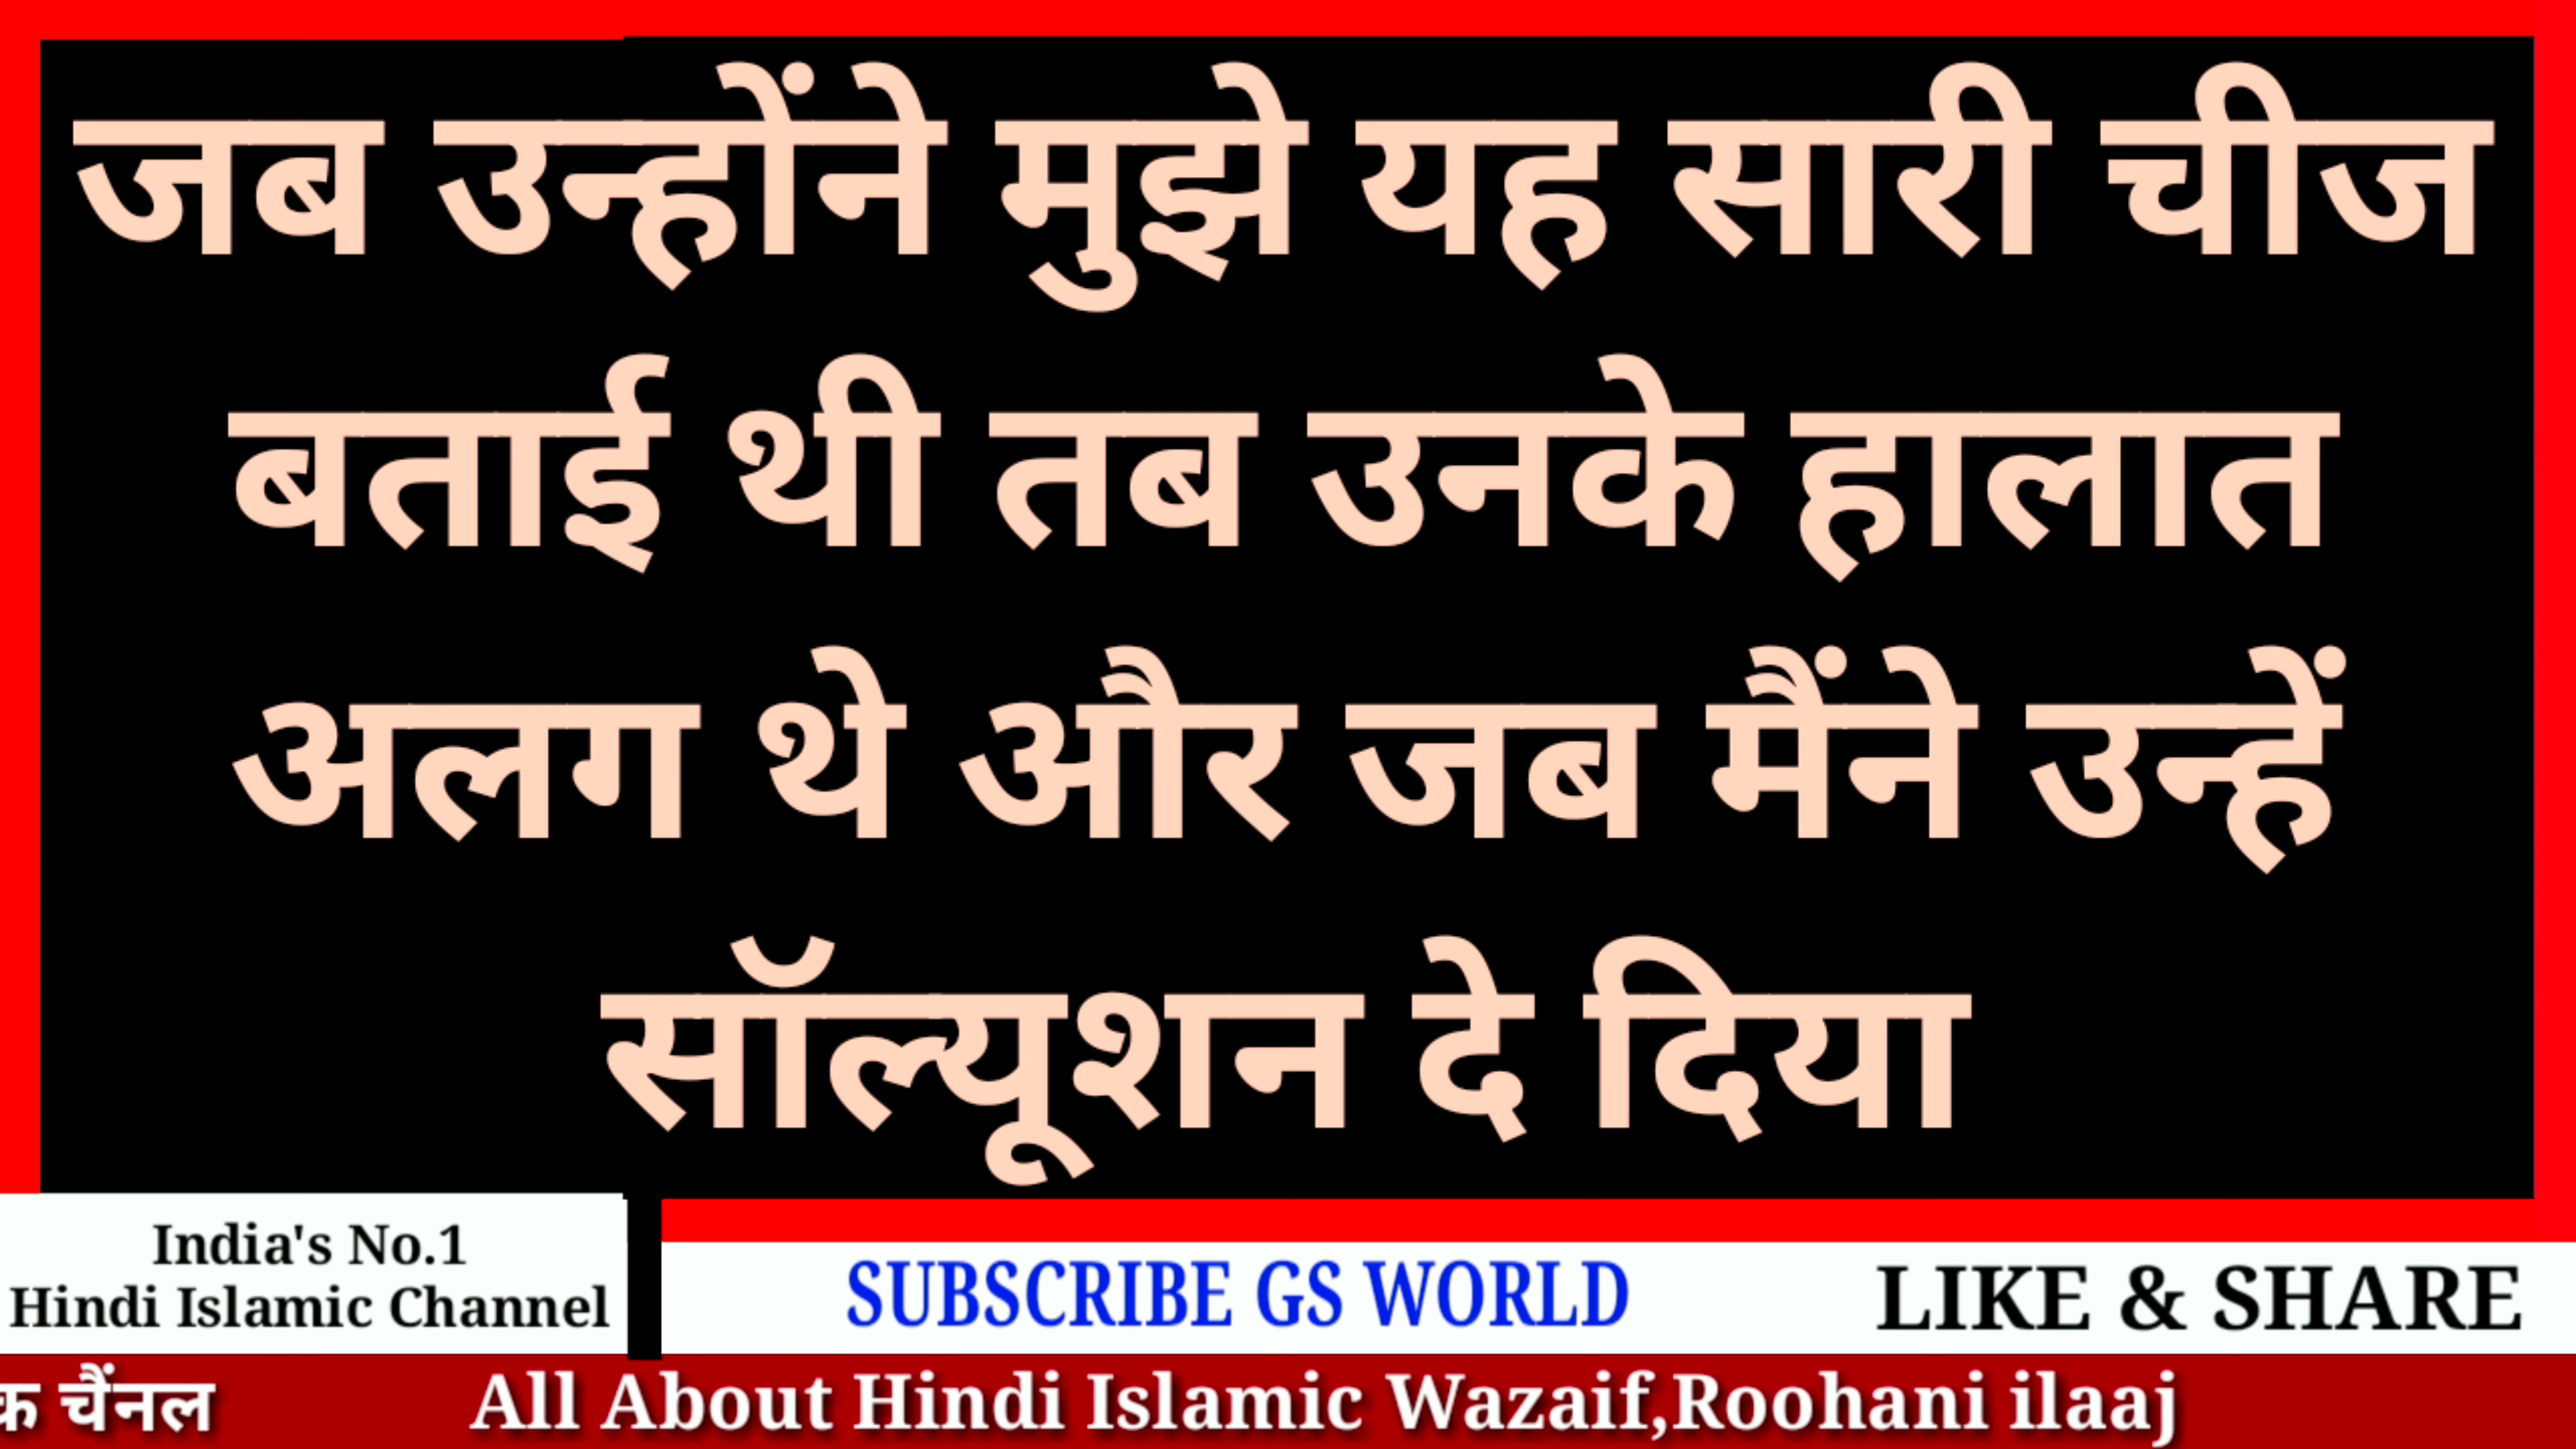 जब उन्होंने मुझे यह सारी चीज
बताई थी तब उनके हालात
अलग थे और जब मैंने उन्हें
सॉल्यूशन दे दिया
India's No.1
Hindi Islamic Channel
SUBSCRIBE GS WORLD
LIKE & SHARE
चैंनल All About Hindi Islamic Wazaif,Roohani ilaaj